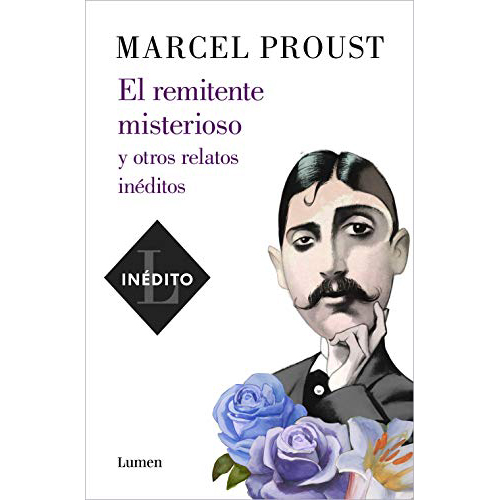 MARCEL PROUST
El remitente
misterioso
y otros relatos
inéditos
L
INÉDITO
Lumen